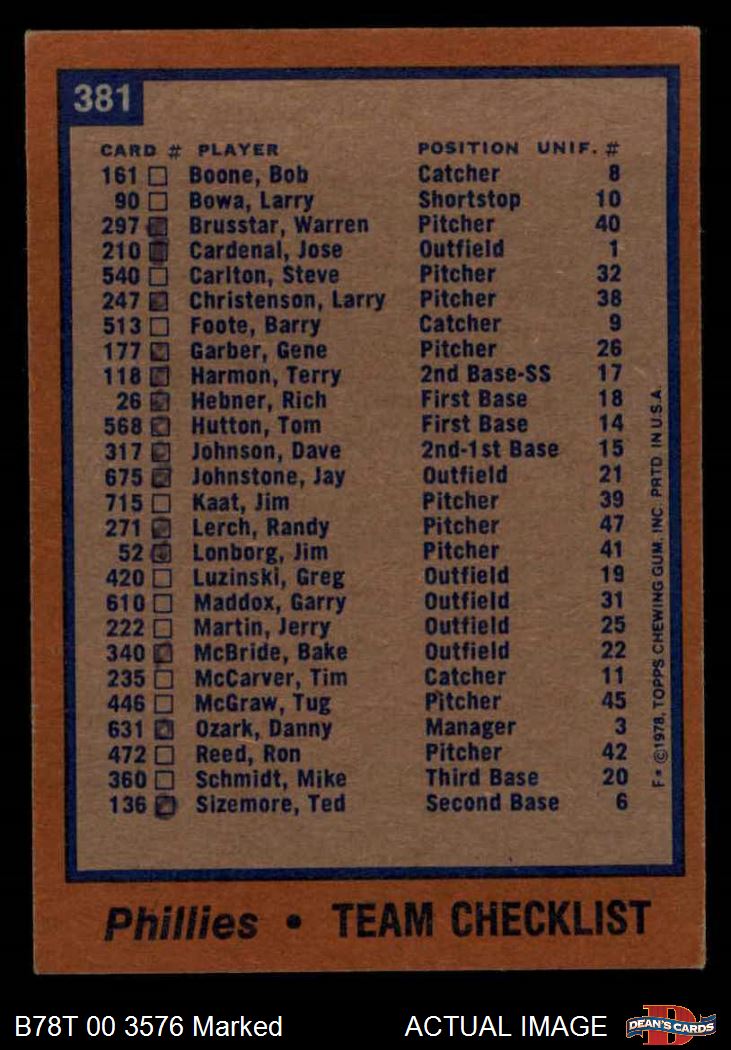 381
CARD # PLAYER POSITION UNIF. #
161 Boone, Bob Catcher 8
90 Bowa, Larry Shortstop 10
297 Brusstar, Warren Pitcher 40
210 Cardenal, Jose Outfield 1
540 Carlton, Steve Pitcher 32
247 Christenson, Larry Pitcher 38
513 Foote, Barry Catcher 9
177 Garber, Gene Pitcher 26
118 Harmon, Terry 2nd Base-SS 17
26 Hebner, Rich First Base 18
568 Hutton, Tom First Base 14
317 Johnson, Dave 2nd-1st Base 15
675 Johnstone, Jay Outfield 21
715 Kaat, Jim Pitcher 39
271 Lerch, Randy Pitcher 47
52 Lonborg, Jim Pitcher 41
420 Luzinski, Greg Outfield 19
610 Maddox, Garry Outfield 31
222 Martin, Jerry Outfield 25
340 McBride, Bake Outfield 22
235 McCarver, Tim Catcher 11
446 McGraw, Tug Pitcher 45
631 Ozark, Danny Manager 3
472 Reed, Ron Pitcher 42
360 Schmidt, Mike Third Base 20
136 Sizemore, Ted Second Base 6
F* ©1978, TOPPS CHEWING GUM, INC. PRTD. IN U.S.A.
Phillies • TEAM CHECKLIST
B78T 00 3576 Marked ACTUAL IMAGE
DEAN'S CARDS